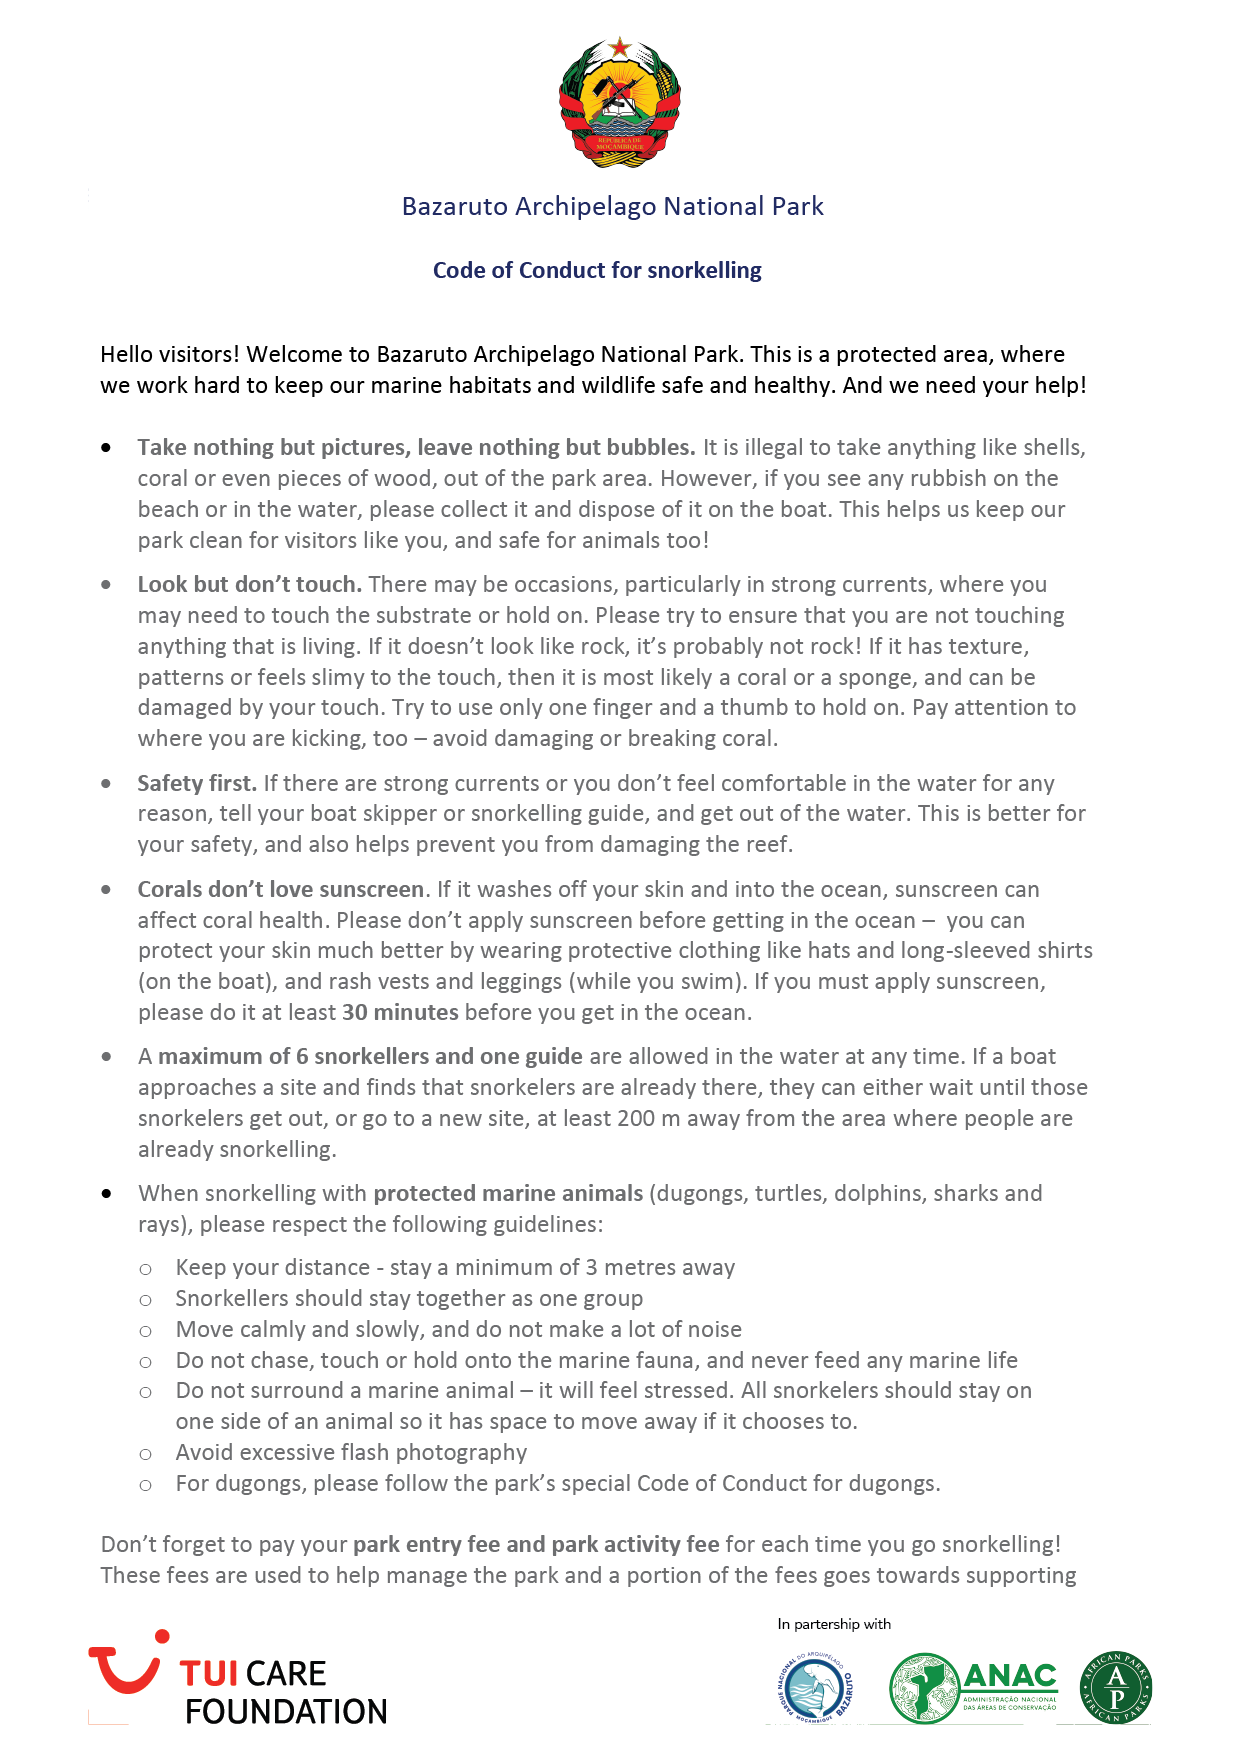 REPÚBLICA DE
MOÇAMBIQUE
Bazaruto Archipelago National Park
Code of Conduct for snorkelling
Hello visitors! Welcome to Bazaruto Archipelago National Park. This is a protected area, where
we work hard to keep our marine habitats and wildlife safe and healthy. And we need your help!
• Take nothing but pictures, leave nothing but bubbles. It is illegal to take anything like shells,
coral or even pieces of wood, out of the park area. However, if you see any rubbish on the
beach or in the water, please collect it and dispose of it on the boat. This helps us keep our
park clean for visitors like you, and safe for animals too!
• Look but don’t touch. There may be occasions, particularly in strong currents, where you
may need to touch the substrate or hold on. Please try to ensure that you are not touching
anything that is living. If it doesn’t look like rock, it’s probably not rock! If it has texture,
patterns or feels slimy to the touch, then it is most likely a coral or a sponge, and can be
damaged by your touch. Try to use only one finger and a thumb to hold on. Pay attention to
where you are kicking, too – avoid damaging or breaking coral.
• Safety first. If there are strong currents or you don’t feel comfortable in the water for any
reason, tell your boat skipper or snorkelling guide, and get out of the water. This is better for
your safety, and also helps prevent you from damaging the reef.
• Corals don’t love sunscreen. If it washes off your skin and into the ocean, sunscreen can
affect coral health. Please don’t apply sunscreen before getting in the ocean – you can
protect your skin much better by wearing protective clothing like hats and long-sleeved shirts
(on the boat), and rash vests and leggings (while you swim). If you must apply sunscreen,
please do it at least 30 minutes before you get in the ocean.
• A maximum of 6 snorkellers and one guide are allowed in the water at any time. If a boat
approaches a site and finds that snorkelers are already there, they can either wait until those
snorkelers get out, or go to a new site, at least 200 m away from the area where people are
already snorkelling.
• When snorkelling with protected marine animals (dugongs, turtles, dolphins, sharks and
rays), please respect the following guidelines:
o Keep your distance - stay a minimum of 3 metres away
o Snorkellers should stay together as one group
o Move calmly and slowly, and do not make a lot of noise
o Do not chase, touch or hold onto the marine fauna, and never feed any marine life
o Do not surround a marine animal – it will feel stressed. All snorkelers should stay on
one side of an animal so it has space to move away if it chooses to.
o Avoid excessive flash photography
o For dugongs, please follow the park’s special Code of Conduct for dugongs.
Don’t forget to pay your park entry fee and park activity fee for each time you go snorkelling!
These fees are used to help manage the park and a portion of the fees goes towards supporting
In partership with
TUI CARE
FOUNDATION
PARQUE NACIONAL DO ARQUIPÉLAGO
BAZARUTO
MOÇAMBIQUE
ANAC
ADMINISTRAÇÃO NACIONAL
DAS ÁREAS DE CONSERVAÇÃO
AFRICAN PARKS
A
P
AFRICAN PARKS